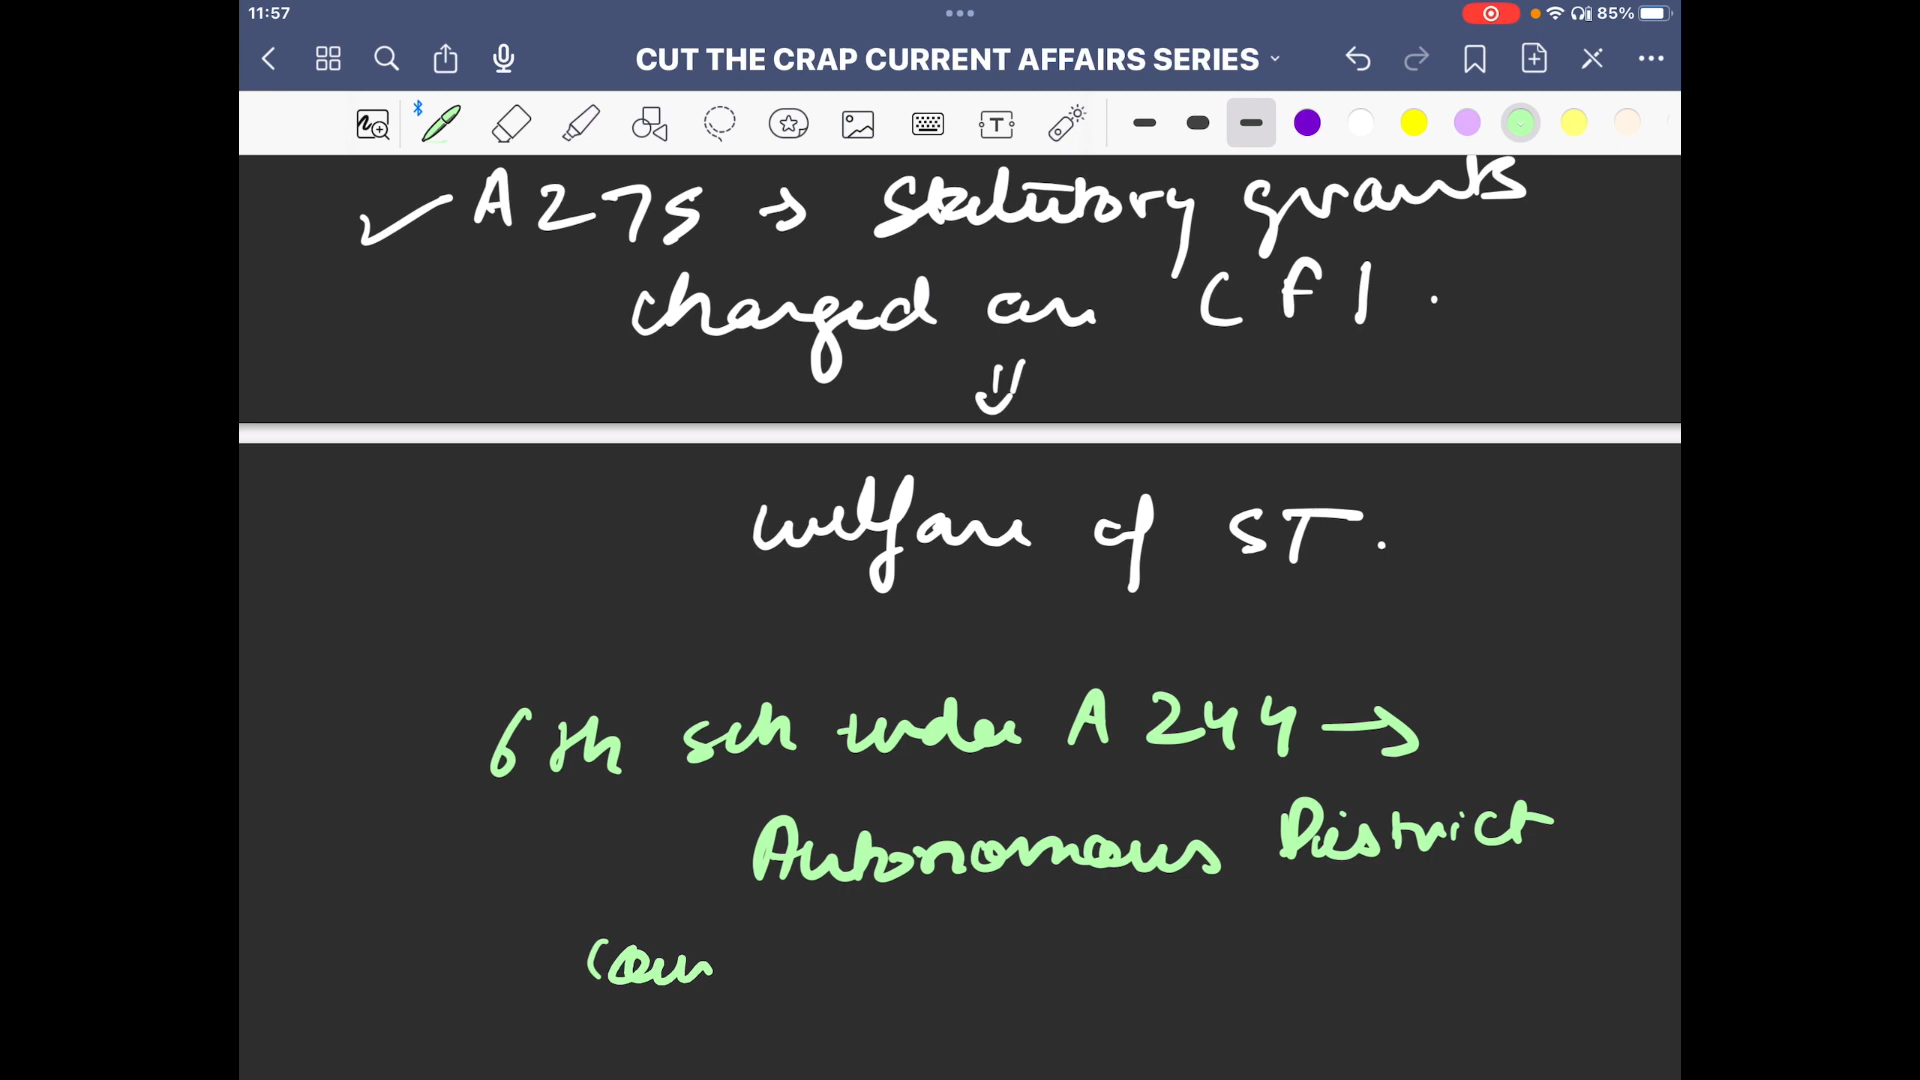 11:57
85%
CUT THE CRAP CURRENT AFFAIRS SERIES
A 275 → Statutory grants
charged on CFI.
welfare of ST.
6th sch under A 244 →
Autonomous District
Coun